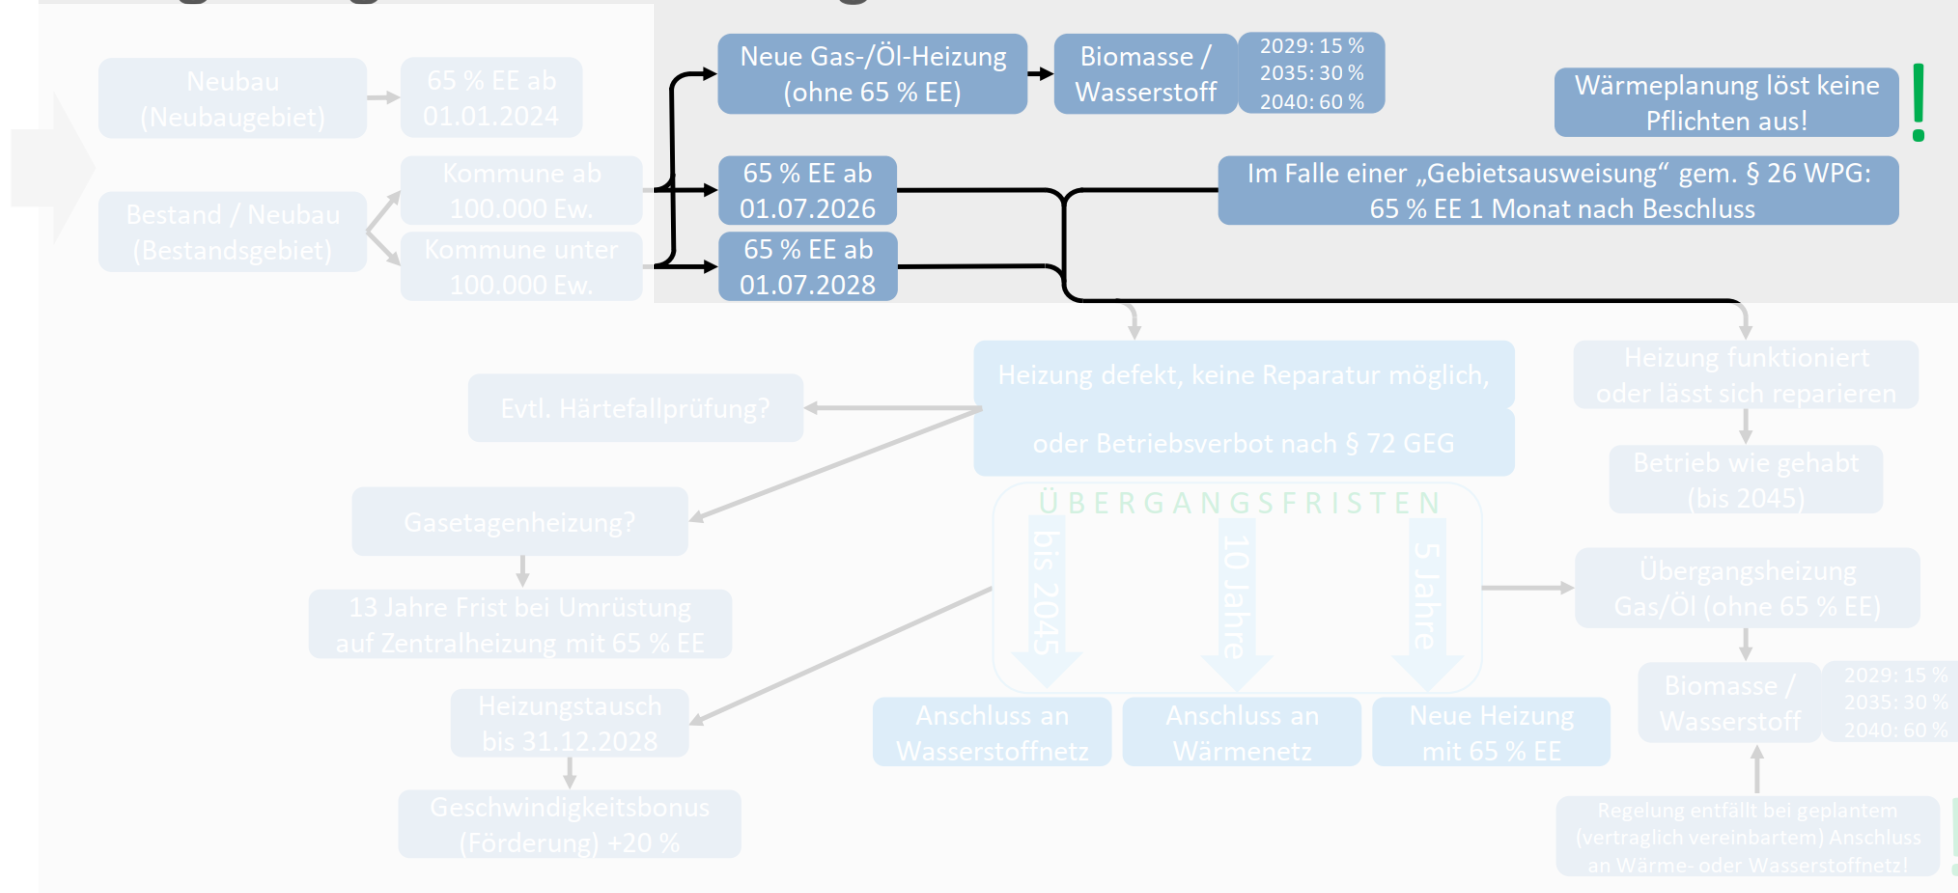 Neubau
(Neubaugebiet)
65 % EE ab
01.01.2024
Bestand / Neubau
(Bestandsgebiet)
Kommune ab
100.000 Ew.
Kommune unter
100.000 Ew.
Neue Gas-/Öl-Heizung
(ohne 65 % EE)
Biomasse /
Wasserstoff
2029: 15 %
2035: 30 %
2040: 60 %
65 % EE ab
01.07.2026
65 % EE ab
01.07.2028
Wärmeplanung löst keine
Pflichten aus!
!
Im Falle einer „Gebietsausweisung“ gem. § 26 WPG:
65 % EE 1 Monat nach Beschluss
Heizung defekt, keine Reparatur möglich,
oder Betriebsverbot nach § 72 GEG
Heizung funktioniert
oder lässt sich reparieren
Betrieb wie gehabt
(bis 2045)
Evtl. Härtefallprüfung?
Gasetagenheizung?
13 Jahre Frist bei Umrüstung
auf Zentralheizung mit 65 % EE
ÜBERGANGSFRISTEN
bis 2045
10 Jahre
5 Jahre
Anschluss an
Wasserstoffnetz
Anschluss an
Wärmenetz
Neue Heizung
mit 65 % EE
Heizungstausch
bis 31.12.2028
Geschwindigkeitsbonus
(Förderung) +20 %
Übergangsheizung
Gas/Öl (ohne 65 % EE)
Biomasse /
Wasserstoff
2029: 15 %
2035: 30 %
2040: 60 %
Regelung entfällt bei geplantem
(vertraglich vereinbartem) Anschluss
an Wärme- oder Wasserstoffnetz!
!